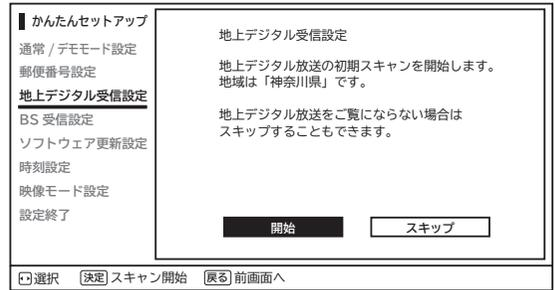 かんたんセットアップ
通常 / デモモード設定
郵便番号設定
地上デジタル受信設定
BS 受信設定
ソフトウェア更新設定
時刻設定
映像モード設定
設定終了
地上デジタル受信設定
地上デジタル放送の初期スキャンを開始します。
地域は「神奈川県」です。
地上デジタル放送をご覧にならない場合は
スキップすることもできます。
開始 スキップ
選択 決定 スキャン開始 戻る 前画面へ